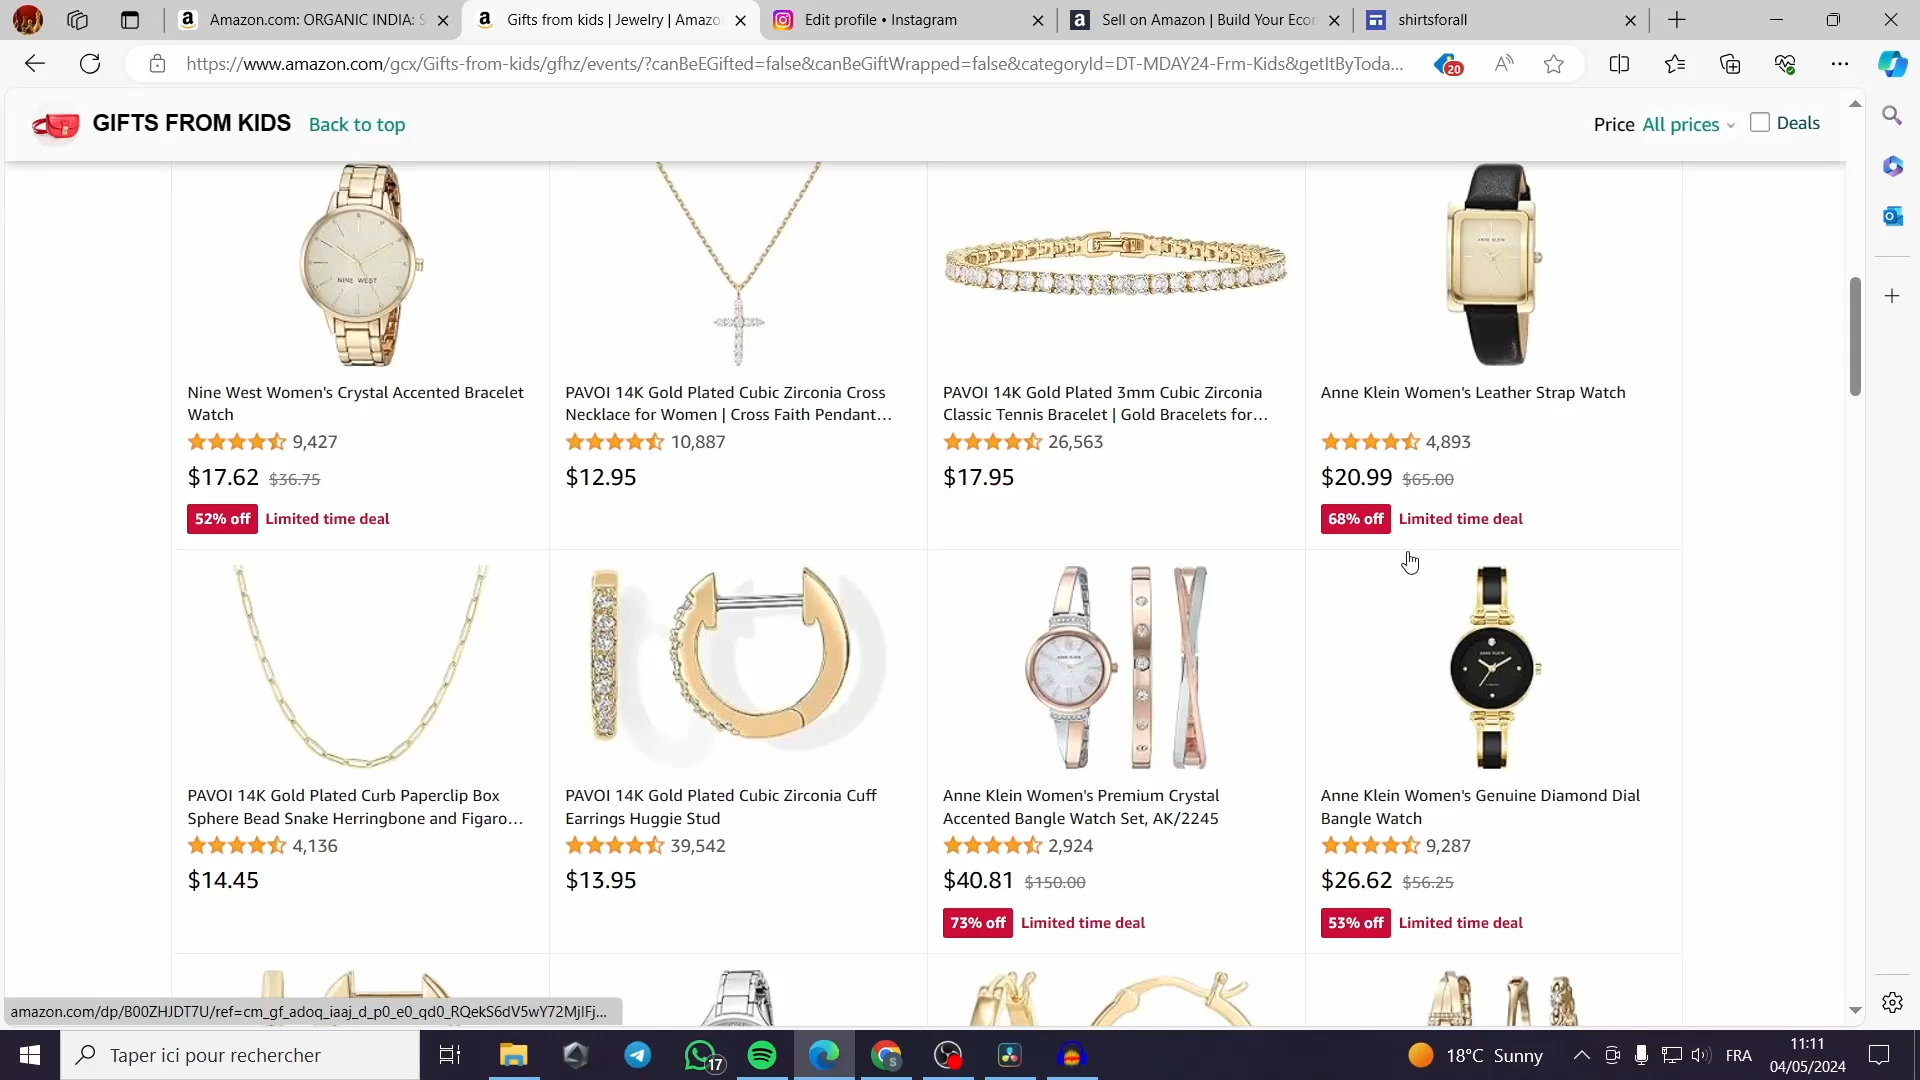 Amazon.com: ORGANIC INDIA: S
Gifts from kids | Jewelry | Amazo
Edit profile • Instagram
Sell on Amazon | Build Your Ecor
shirtsforall
https://www.amazon.com/gcx/Gifts-from-kids/gfhz/events/?canBeEGifted=false&canBeGiftWrapped=false&categoryId=DT-MDAY24-Frm-Kids&getItByToda...
20
GIFTS FROM KIDS
Back to top
Price All prices
Deals
NINE WEST
ANNE KLEIN
Nine West Women's Crystal Accented Bracelet
Watch
9,427
$17.62 $36.75
52% off Limited time deal
PAVOI 14K Gold Plated Cubic Zirconia Cross
Necklace for Women | Cross Faith Pendant...
10,887
$12.95
PAVOI 14K Gold Plated 3mm Cubic Zirconia
Classic Tennis Bracelet | Gold Bracelets for...
26,563
$17.95
Anne Klein Women's Leather Strap Watch
4,893
$20.99 $65.00
68% off Limited time deal
ANNE KLEIN
ANNE KLEIN
PAVOI 14K Gold Plated Curb Paperclip Box
Sphere Bead Snake Herringbone and Figaro...
4,136
$14.45
PAVOI 14K Gold Plated Cubic Zirconia Cuff
Earrings Huggie Stud
39,542
$13.95
Anne Klein Women's Premium Crystal
Accented Bangle Watch Set, AK/2245
2,924
$40.81 $150.00
73% off Limited time deal
Anne Klein Women's Genuine Diamond Dial
Bangle Watch
9,287
$26.62 $56.25
53% off Limited time deal
amazon.com/dp/B00ZHJDT7U/ref=cm_gf_adoq_iaaj_d_p0_e0_qd0_RQekS6dV5wY72MjIFj...
Taper ici pour rechercher
17
18°C Sunny
FRA
11:11
04/05/2024